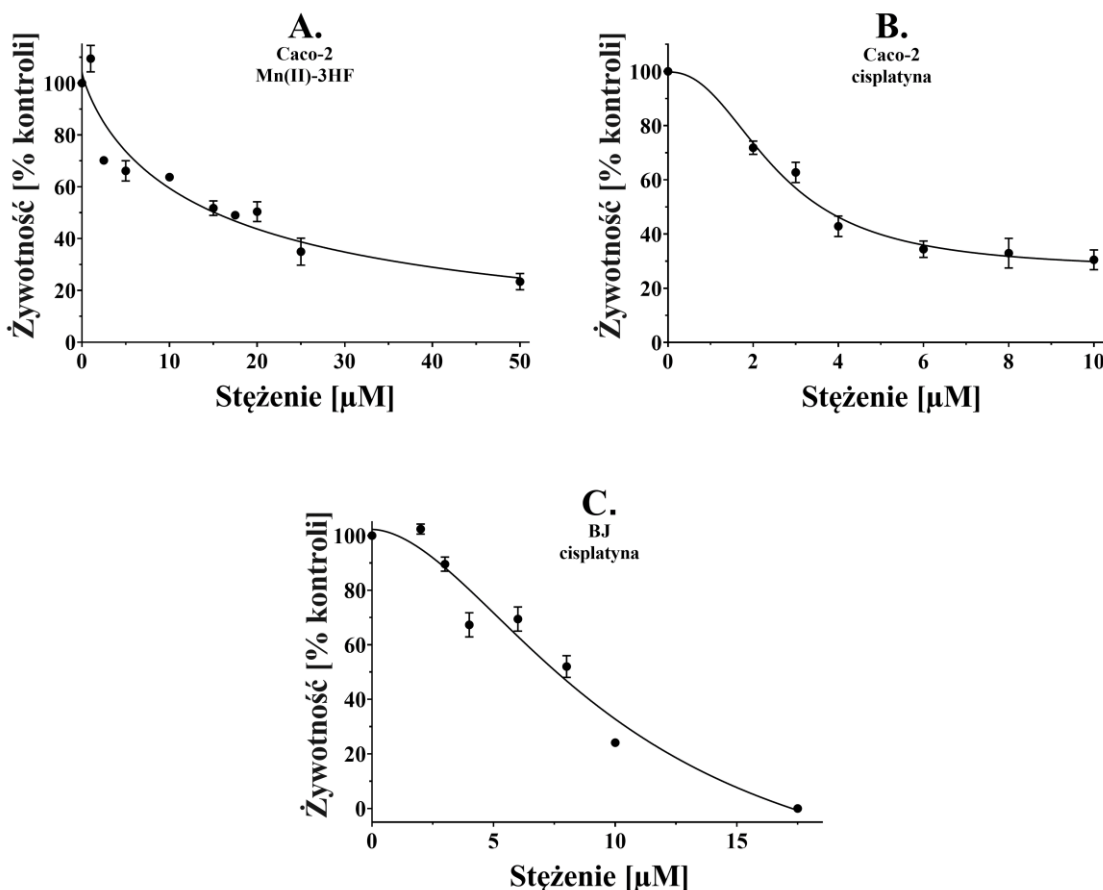 A.
Caco-2
Mn(II)-3HF
Żywotność [% kontroli]
100
80
60
40
20
0
0 10 20 30 40 50
Stężenie [µM]
B.
Caco-2
cisplatyna
Żywotność [% kontroli]
100
80
60
40
20
0
0 2 4 6 8 10
Stężenie [µM]
C.
BJ
cisplatyna
Żywotność [% kontroli]
100
80
60
40
20
0
0 5 10 15
Stężenie [µM]